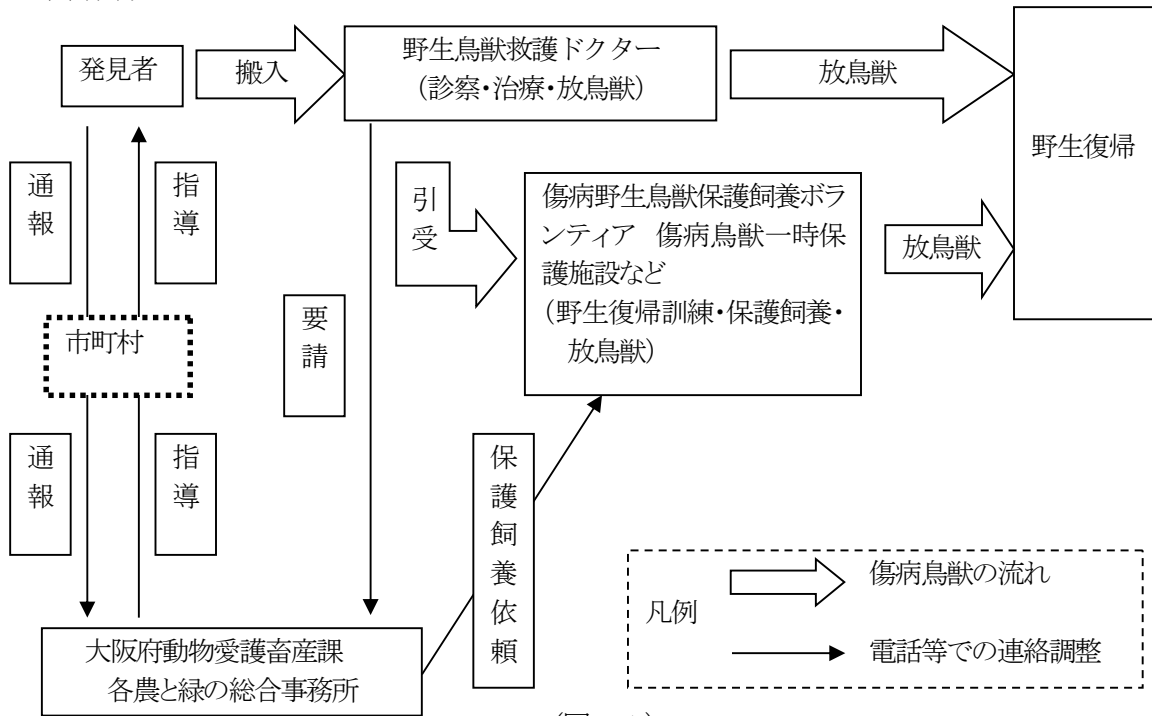 発見者
搬入
野生鳥獣救護ドクター
（診察・治療・放鳥獣）
放鳥獣
野生復帰
通報
指導
引受
傷病野生鳥獣保護飼養ボラ
ンティア 傷病鳥獣一時保
護施設など
（野生復帰訓練・保護飼養・
放鳥獣）
放鳥獣
要請
市町村
通報
指導
保護飼養依頼
大阪府動物愛護畜産課
各農と緑の総合事務所
凡例
傷病鳥獣の流れ
電話等での連絡調整